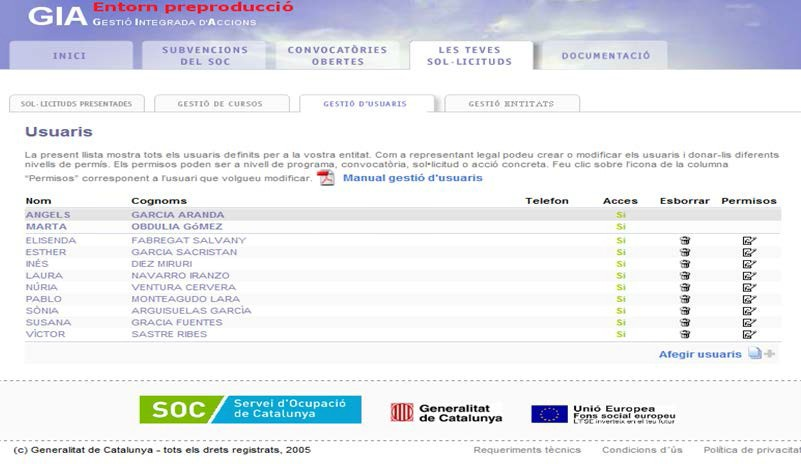 GIA Entorn preproducció
GESTIÓ INTEGRADA D'ACCIONS
INICI
SUBVENCIONS DEL SOC
CONVOCATÒRIES OBERTES
LES TEVES SOL·LICITUDS
DOCUMENTACIÓ
SOL·LICITUDS PRESENTADES
GESTIÓ DE CURSOS
GESTIÓ D'USUARIS
GESTIÓ ENTITATS
Usuaris
La present llista mostra tots els usuaris definits per a la vostra entitat. Com a representant legal podeu crear o modificar els usuaris i donar-lis diferents
nivells de permís. Els permisos poden ser a nivell de programa, convocatòria, sol·licitud o acció concreta. Feu clic sobre l'icona de la columna
"Permisos" corresponent a l'usuari que volgueu modificar. Manual gestió d'usuaris
Nom Cognoms Telefon Acces Esborrar Permisos
ANGELS GARCIA ARANDA Si
MARTA OBDULIA GóMEZ Si
ELISENDA FABREGAT SALVANY Si
ESTHER GARCIA SACRISTAN Si
INÉS DIEZ MIRURI Si
LAURA NAVARRO IRANZO Si
NÚRIA VENTURA CERVERA Si
PABLO MONTEAGUDO LARA Si
SÒNIA ARGUISUELAS GARCÌA Si
SUSANA GRACIA FUENTES Si
VÍCTOR SASTRE RIBES Si
Afegir usuaris
SOC Servei d'Ocupació de Catalunya
Generalitat de Catalunya
Unió Europea
Fons social europeu
L'FSE inverteix en el teu futur
(c) Generalitat de Catalunya - tots els drets registrats, 2005
Requeriments tècnics Condicions d'ús Política de privacitat